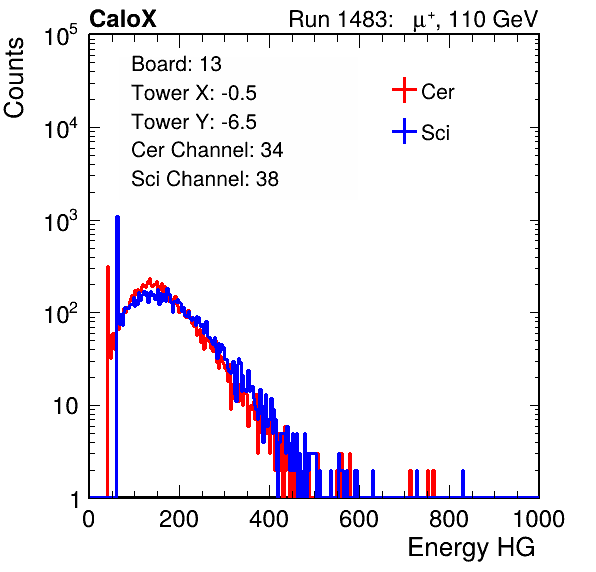 CaloX Run 1483: μ⁺, 110 GeV
Board: 13
Tower X: -0.5
Tower Y: -6.5
Cer Channel: 34
Sci Channel: 38
Cer
Sci
Counts
10⁵
10⁴
10³
10²
10
1
0 200 400 600 800 1000
Energy HG